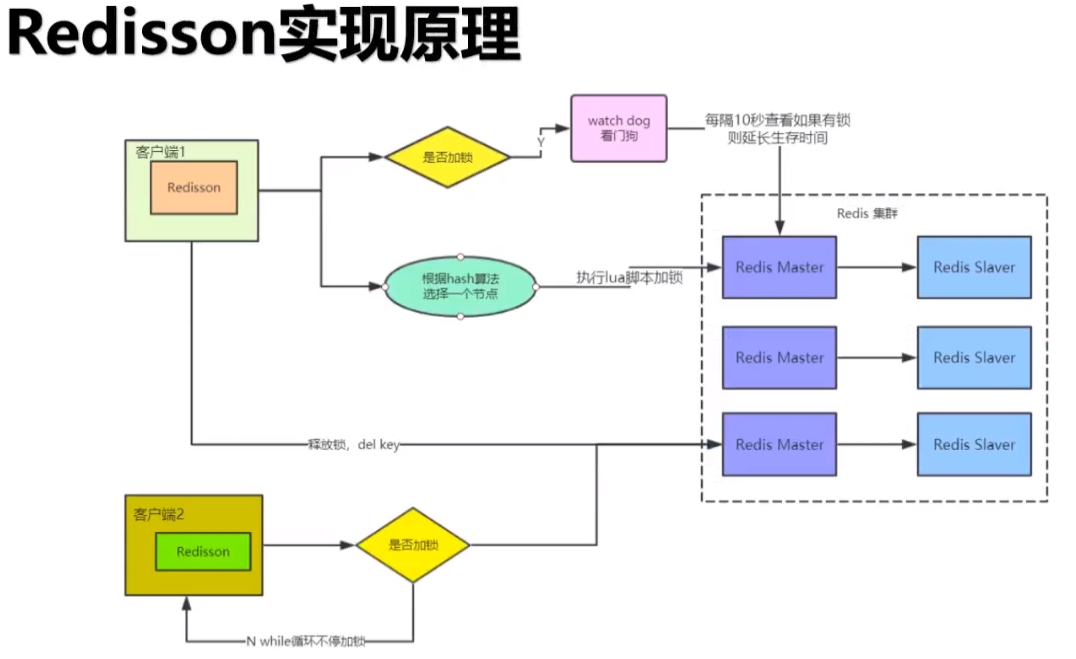 Redisson实现原理
客户端1
Redisson
是否加锁
Y
watch dog
看门狗
每隔10秒查看如果有锁
则延长生存时间
Redis 集群
根据hash算法
选择一个节点
执行lua脚本加锁
Redis Master
Redis Slaver
Redis Master
Redis Slaver
释放锁，del key
Redis Master
Redis Slaver
客户端2
Redisson
是否加锁
N while循环不停加锁